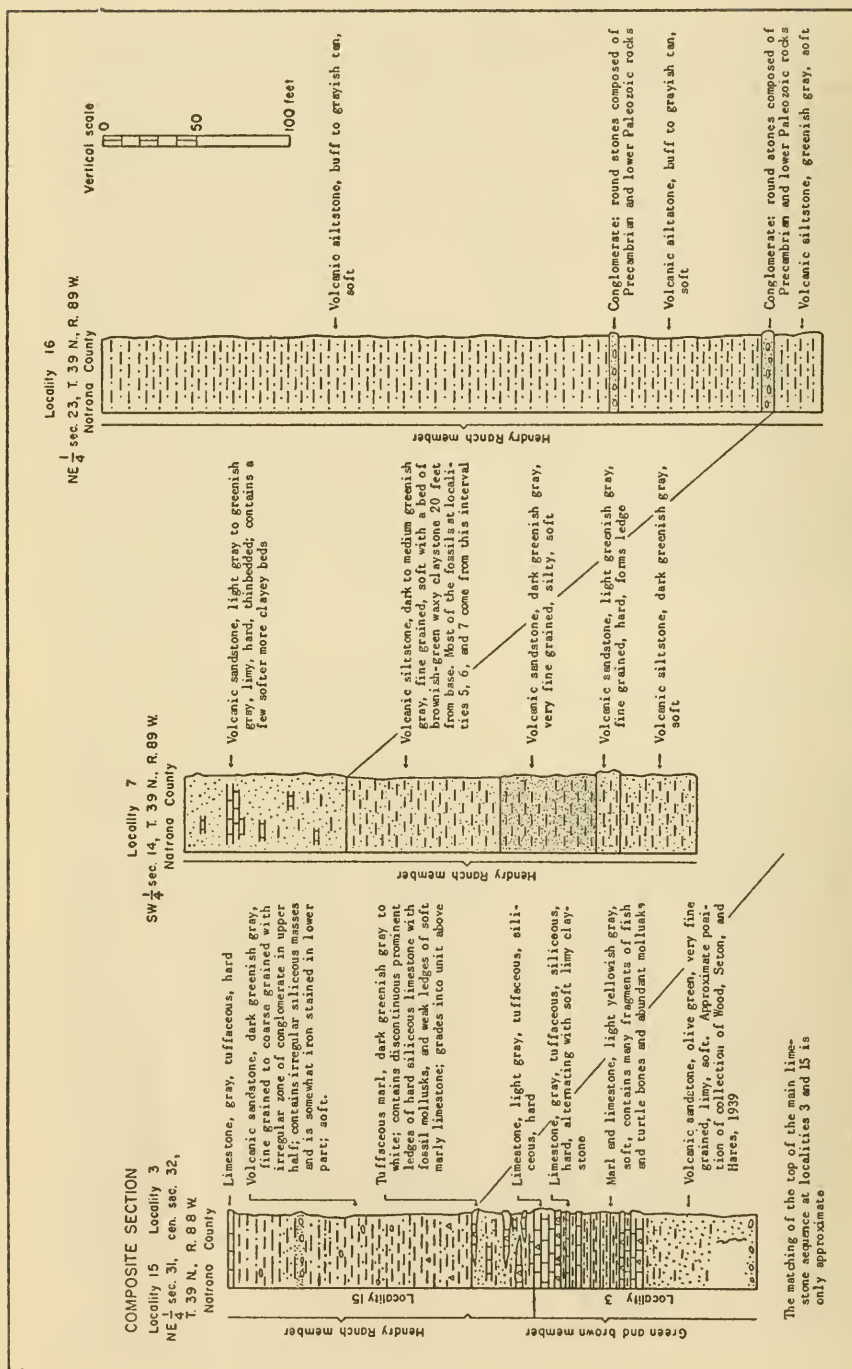 COMPOSITE SECTION
Locality 15 Locality 3
NE 1/4 sec. 31, cen. sec. 32,
T. 39 N., R. 88 W.
Natrona County
Hendry Ranch member
Green and brown member
Locality 15
Locality 3
← Limestone, gray, tuffaceous, hard
Volcanic sandstone, dark greenish gray,
fine grained to coarse grained with
irregular zone of conglomerate in upper
half; contains irregular siliceous masses
and is somewhat iron stained in lower
part; soft.
Tuffaceous marl, dark greenish gray to
white; contains discontinuous prominent
ledges of hard siliceous limestone with
fossil mollusks, and weak ledges of soft
marly limestone; grades into unit above
Limestone, light gray, tuffaceous, sili-
ceous, hard
Limestone, gray, tuffaceous, siliceous,
hard, alternating with soft limy clay-
stone
← Marl and limestone, light yellowish gray,
soft, contains many fragments of fish
and turtle bones and abundant mollusks
← Volcanic sandstone, olive green, very fine
grained, limy, soft. Approximate posi-
tion of collection of Wood, Seton, and
Hares, 1939
The matching of the top of the main lime-
stone sequence at localities 3 and 15 is
only approximate
Locality 7
SW 1/4 sec. 14, T. 39 N., R. 89 W.
Natrona County
Hendry Ranch member
← Volcanic sandstone, light gray to greenish
gray, limy, hard, thinbedded; contains a
few softer more clayey beds
← Volcanic siltstone, dark to medium greenish
gray, fine grained, soft with a bed of
brownish-green waxy claystone 20 feet
from base. Most of the fossils at locali-
ties 5, 6, and 7 come from this interval
← Volcanic sandstone, dark greenish gray,
very fine grained, silty, soft
← Volcanic sandstone, light greenish gray,
fine grained, hard, forms ledge
← Volcanic siltstone, dark greenish gray,
soft
Locality 16
NE 1/4 sec. 23, T. 39 N., R. 89 W.
Natrona County
Hendry Ranch member
← Volcanic siltstone, buff to grayish tan,
soft
← Conglomerate: round stones composed of
Precambrian and lower Paleozoic rocks
← Volcanic siltstone, buff to grayish tan,
soft
← Conglomerate: round stones composed of
Precambrian and lower Paleozoic rocks
← Volcanic siltstone, greenish gray, soft
Vertical scale
0
50
100 feet